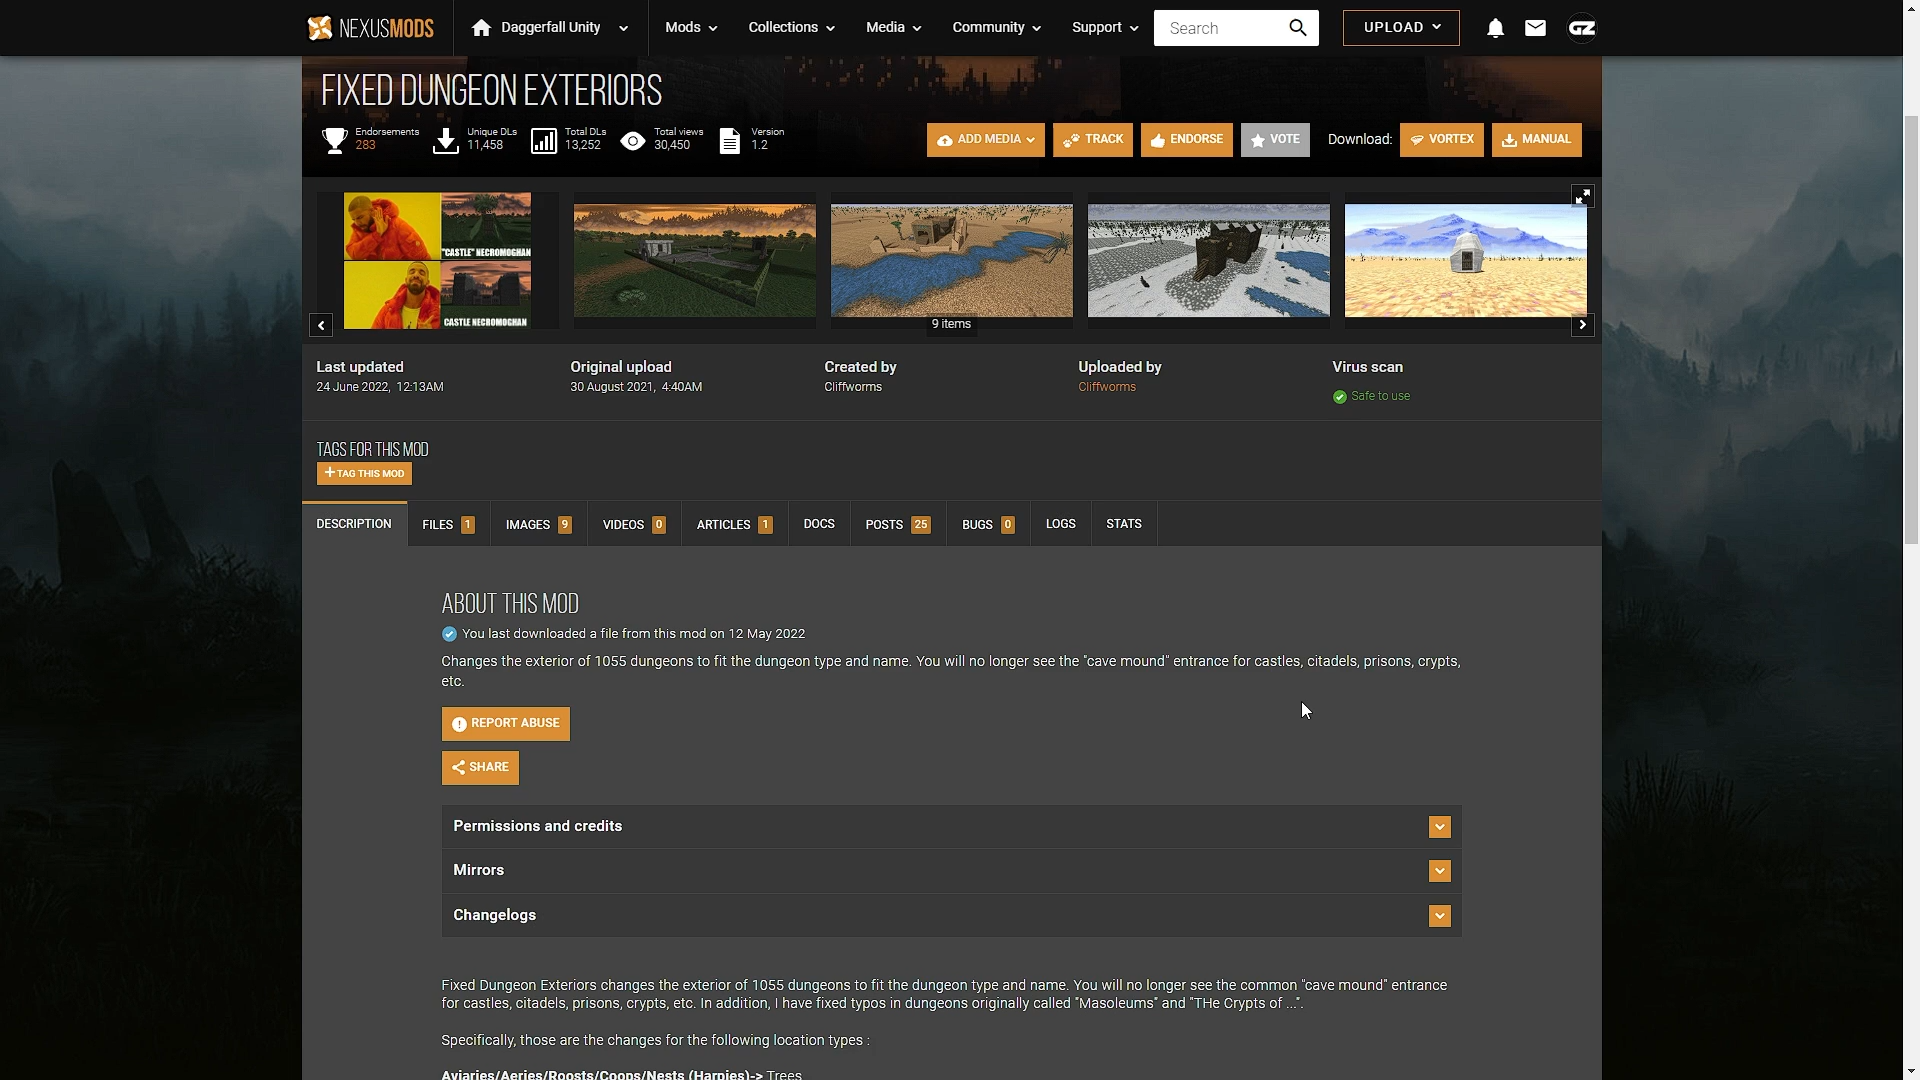 NEXUSMODS
Daggerfall Unity
Mods
Collections
Media
Community
Support
Search
UPLOAD
GZ
FIXED DUNGEON EXTERIORS
Endorsements
283
Unique DLs
11,458
Total DLs
13,252
Total views
30,450
Version
1.2
ADD MEDIA
TRACK
ENDORSE
VOTE
Download:
VORTEX
MANUAL
"CASTLE" NECROMOGHAN
CASTLE NECROMOGHAN
9 items
Last updated
24 June 2022, 12:13AM
Original upload
30 August 2021, 4:40AM
Created by
Cliffworms
Uploaded by
Cliffworms
Virus scan
Safe to use
TAGS FOR THIS MOD
+ TAG THIS MOD
DESCRIPTION
FILES 1
IMAGES 9
VIDEOS 0
ARTICLES 1
DOCS
POSTS 25
BUGS 0
LOGS
STATS
ABOUT THIS MOD
You last downloaded a file from this mod on 12 May 2022
Changes the exterior of 1055 dungeons to fit the dungeon type and name. You will no longer see the "cave mound" entrance for castles, citadels, prisons, crypts,
etc.
REPORT ABUSE
SHARE
Permissions and credits
Mirrors
Changelogs
Fixed Dungeon Exteriors changes the exterior of 1055 dungeons to fit the dungeon type and name. You will no longer see the common "cave mound" entrance
for castles, citadels, prisons, crypts, etc. In addition, I have fixed typos in dungeons originally called "Masoleums" and "THe Crypts of ...".
Specifically, those are the changes for the following location types :
Aviaries/Aeries/Roosts/Coops/Nests (Harpies)-> Trees